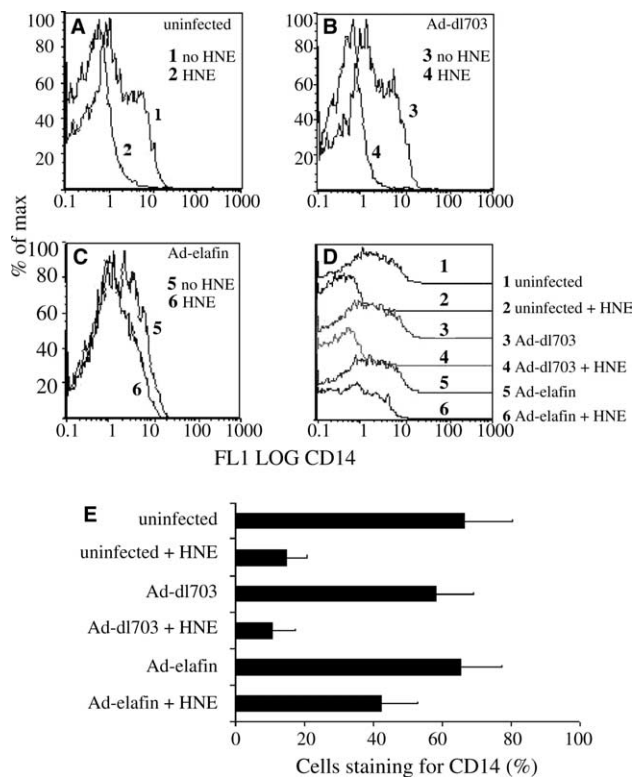 A uninfected
1 no HNE
2 HNE
1
2
100
80
60
40
20
0.1 1 10 100 1000
B Ad-dl703
3 no HNE
4 HNE
3
4
100
80
60
40
20
0.1 1 10 100 1000
% of max
C Ad-elafin
5 no HNE
6 HNE
5
6
100
80
60
40
20
0
0.1 1 10 100 1000
D
1
2
3
4
5
6
1 uninfected
2 uninfected + HNE
3 Ad-dl703
4 Ad-dl703 + HNE
5 Ad-elafin
6 Ad-elafin + HNE
0.1 1 10 100 1000
FL1 LOG CD14
E
uninfected
uninfected + HNE
Ad-dl703
Ad-dl703 + HNE
Ad-elafin
Ad-elafin + HNE
0 20 40 60 80 100
Cells staining for CD14 (%)